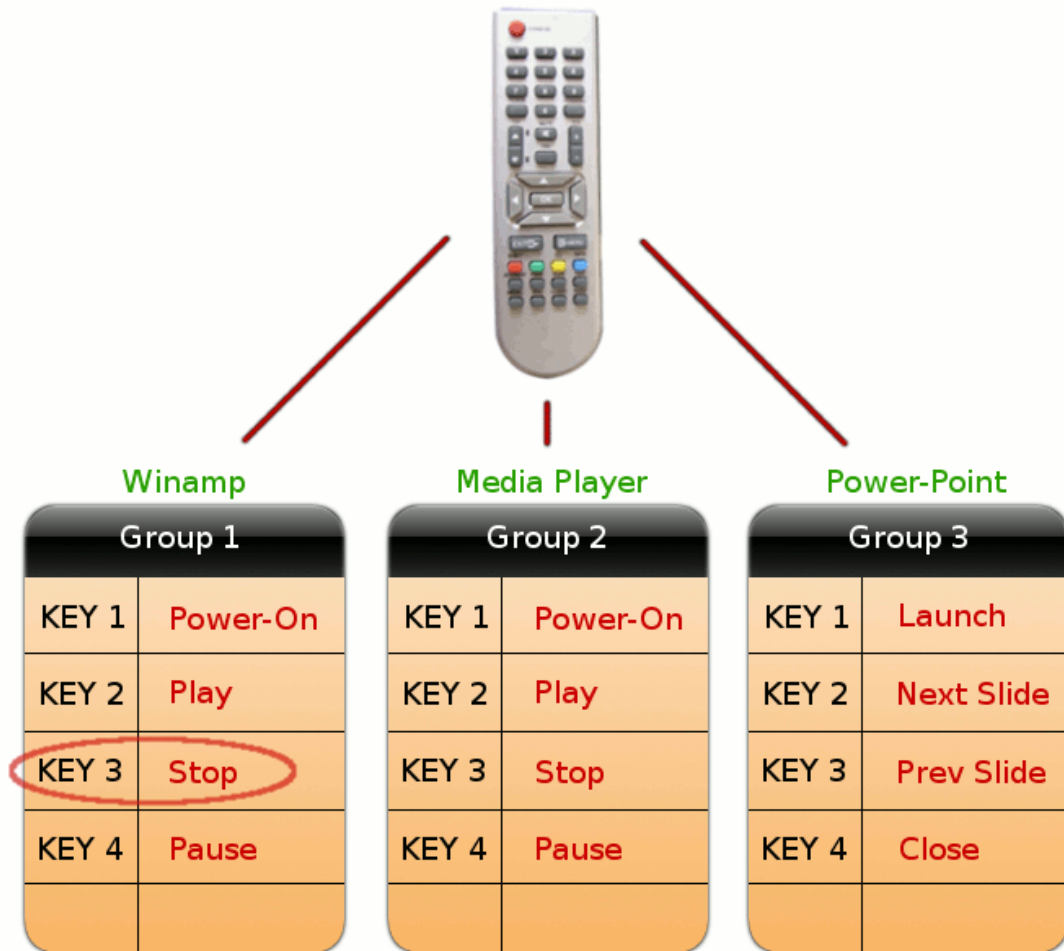 OK
Winamp
Media Player
Power-Point
Group 1
Group 2
Group 3
KEY 1 Power-On
KEY 1 Power-On
KEY 1 Launch
KEY 2 Play
KEY 2 Play
KEY 2 Next Slide
KEY 3 Stop
KEY 3 Stop
KEY 3 Prev Slide
KEY 4 Pause
KEY 4 Pause
KEY 4 Close